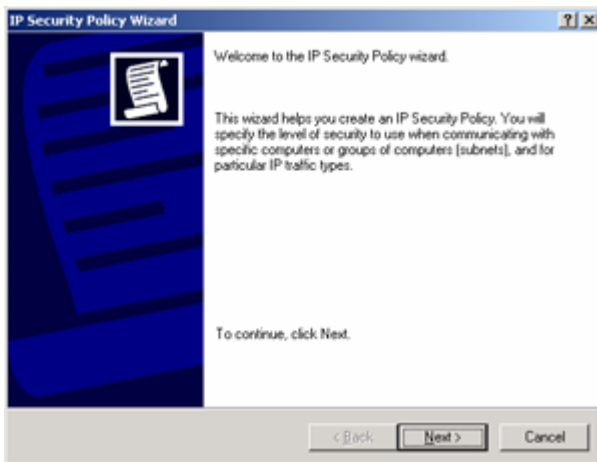 IP Security Policy Wizard
Welcome to the IP Security Policy wizard.
This wizard helps you create an IP Security Policy. You will
specify the level of security to use when communicating with
specific computers or groups of computers (subnets), and for
particular IP traffic types.
To continue, click Next.
< Back
Next >
Cancel